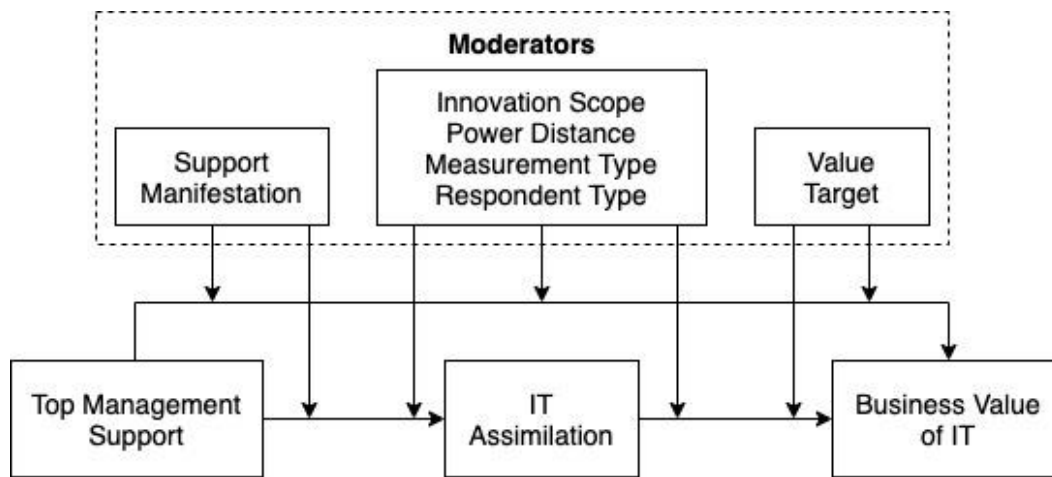 Moderators
Support
Manifestation
Innovation Scope
Power Distance
Measurement Type
Respondent Type
Value
Target
Top Management
Support
IT
Assimilation
Business Value
of IT